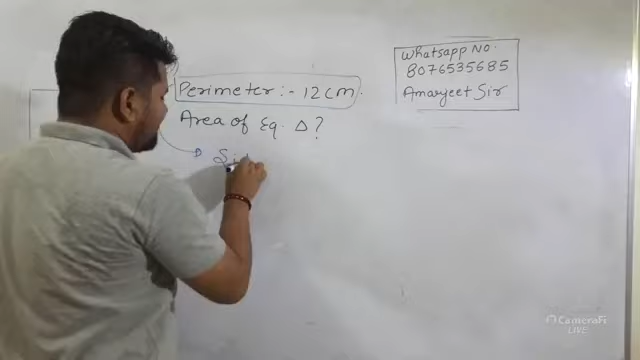 Perimeter :- 12 cm.
Area of Eq. Δ ?
Whatsapp No.
8076535685
Amarjeet Sir
CameraFi
LIVE